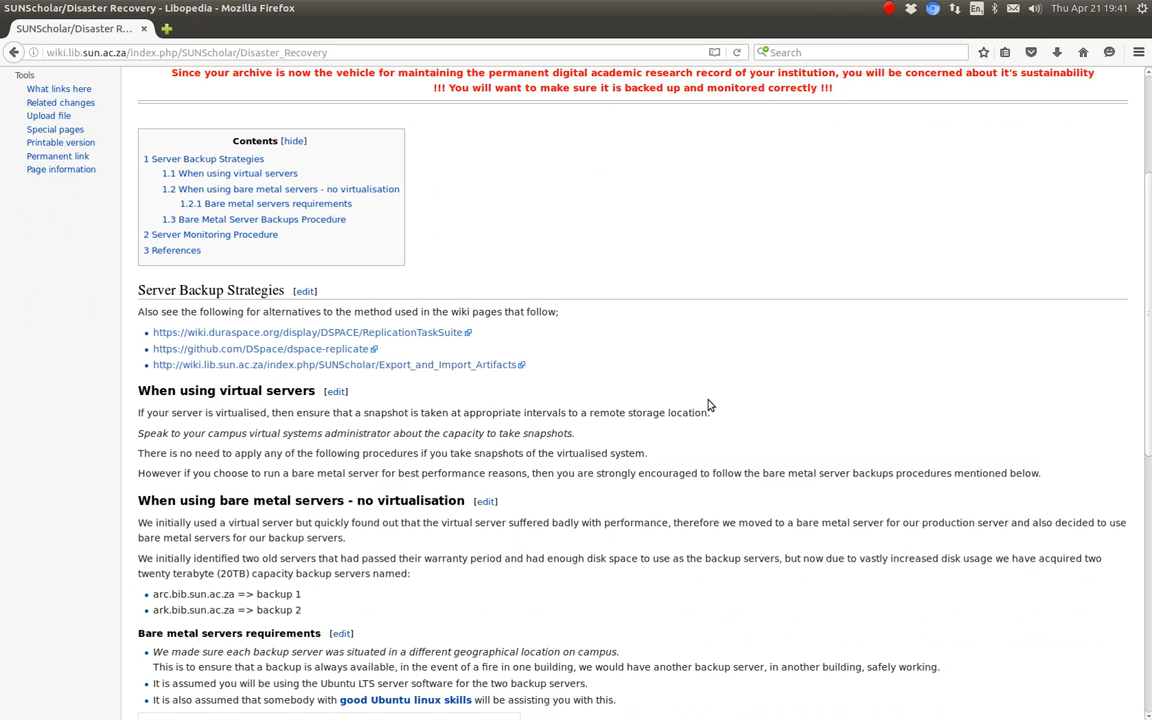 SUNScholar/Disaster Recovery - Libopedia - Mozilla Firefox
En
Thu Apr 21 19:41
SUNScholar/Disaster R...
wiki.lib.sun.ac.za/index.php/SUNScholar/Disaster_Recovery
Search
Tools
What links here
Related changes
Upload file
Special pages
Printable version
Permanent link
Page information
Since your archive is now the vehicle for maintaining the permanent digital academic research record of your institution, you will be concerned about it's sustainability
!!! You will want to make sure it is backed up and monitored correctly !!!
Contents [hide]
1 Server Backup Strategies
1.1 When using virtual servers
1.2 When using bare metal servers - no virtualisation
1.2.1 Bare metal servers requirements
1.3 Bare Metal Server Backups Procedure
2 Server Monitoring Procedure
3 References
Server Backup Strategies [edit]
Also see the following for alternatives to the method used in the wiki pages that follow;
https://wiki.duraspace.org/display/DSPACE/ReplicationTaskSuite
https://github.com/DSpace/dspace-replicate
http://wiki.lib.sun.ac.za/index.php/SUNScholar/Export_and_Import_Artifacts
When using virtual servers [edit]
If your server is virtualised, then ensure that a snapshot is taken at appropriate intervals to a remote storage location.
Speak to your campus virtual systems administrator about the capacity to take snapshots.
There is no need to apply any of the following procedures if you take snapshots of the virtualised system.
However if you choose to run a bare metal server for best performance reasons, then you are strongly encouraged to follow the bare metal server backups procedures mentioned below.
When using bare metal servers - no virtualisation [edit]
We initially used a virtual server but quickly found out that the virtual server suffered badly with performance, therefore we moved to a bare metal server for our production server and also decided to use
bare metal servers for our backup servers.
We initially identified two old servers that had passed their warranty period and had enough disk space to use as the backup servers, but now due to vastly increased disk usage we have acquired two
twenty terabyte (20TB) capacity backup servers named:
arc.bib.sun.ac.za => backup 1
ark.bib.sun.ac.za => backup 2
Bare metal servers requirements [edit]
We made sure each backup server was situated in a different geographical location on campus.
This is to ensure that a backup is always available, in the event of a fire in one building, we would have another backup server, in another building, safely working.
It is assumed you will be using the Ubuntu LTS server software for the two backup servers.
It is also assumed that somebody with good Ubuntu linux skills will be assisting you with this.